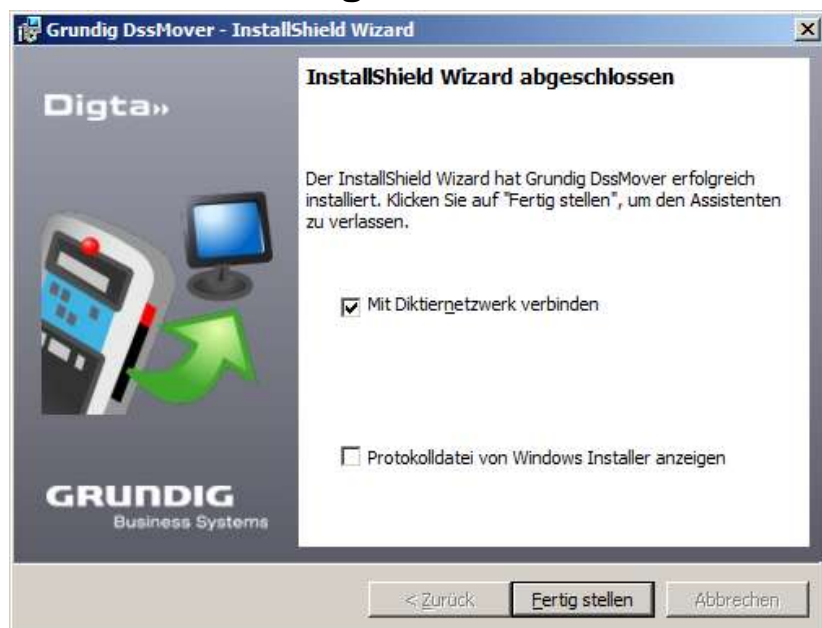 Grundig DssMover - InstallShield Wizard
Digta»
InstallShield Wizard abgeschlossen
Der InstallShield Wizard hat Grundig DssMover erfolgreich
installiert. Klicken Sie auf "Fertig stellen", um den Assistenten
zu verlassen.
Mit Diktiernetzwerk verbinden
Protokolldatei von Windows Installer anzeigen
GRUNDIG
Business Systems
< Zurück
Fertig stellen
Abbrechen